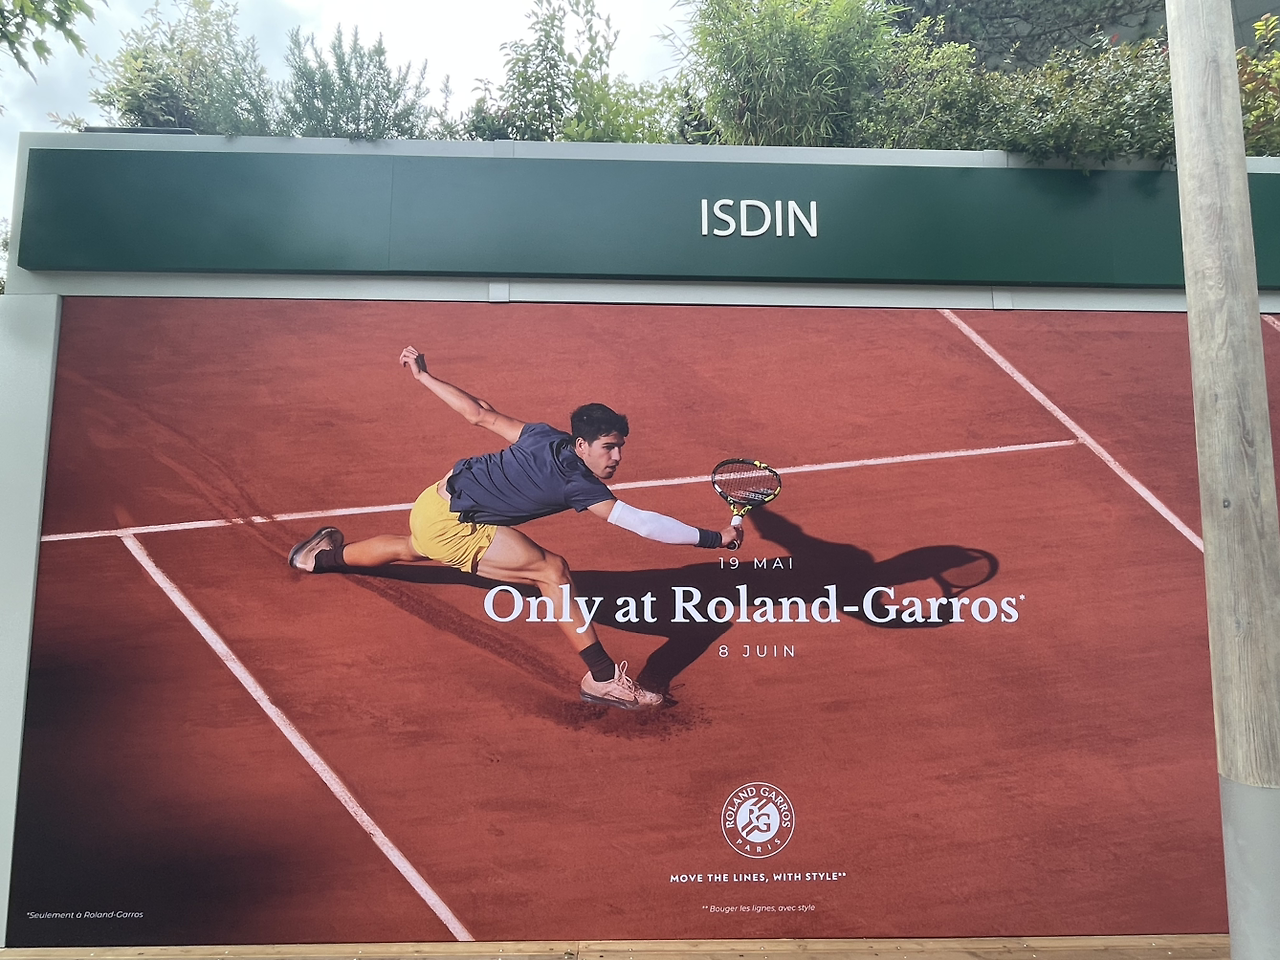 ISDIN
19 MAI
Only at Roland-Garros*
8 JUIN
ROLAND GARROS
RG
PARIS
MOVE THE LINES, WITH STYLE**
** Bouger les lignes, avec style
*Seulement à Roland-Garros